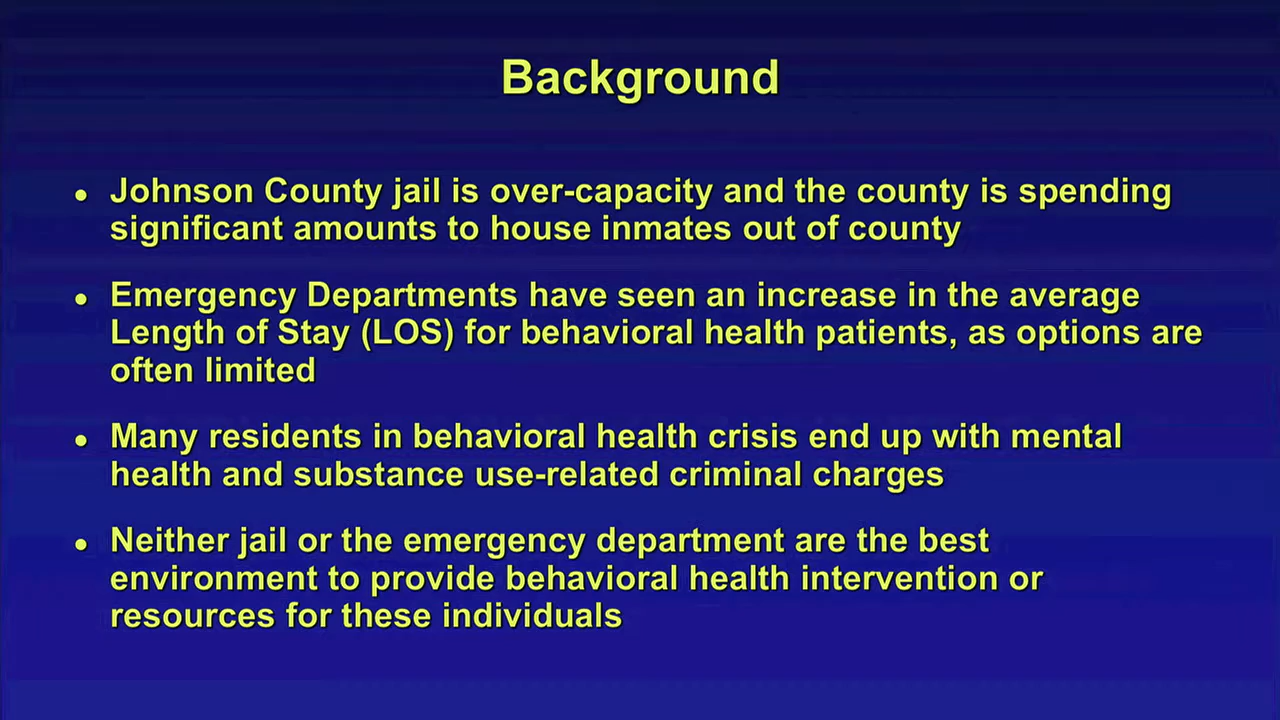 Background
• Johnson County jail is over-capacity and the county is spending
significant amounts to house inmates out of county
• Emergency Departments have seen an increase in the average
Length of Stay (LOS) for behavioral health patients, as options are
often limited
• Many residents in behavioral health crisis end up with mental
health and substance use-related criminal charges
• Neither jail or the emergency department are the best
environment to provide behavioral health intervention or
resources for these individuals